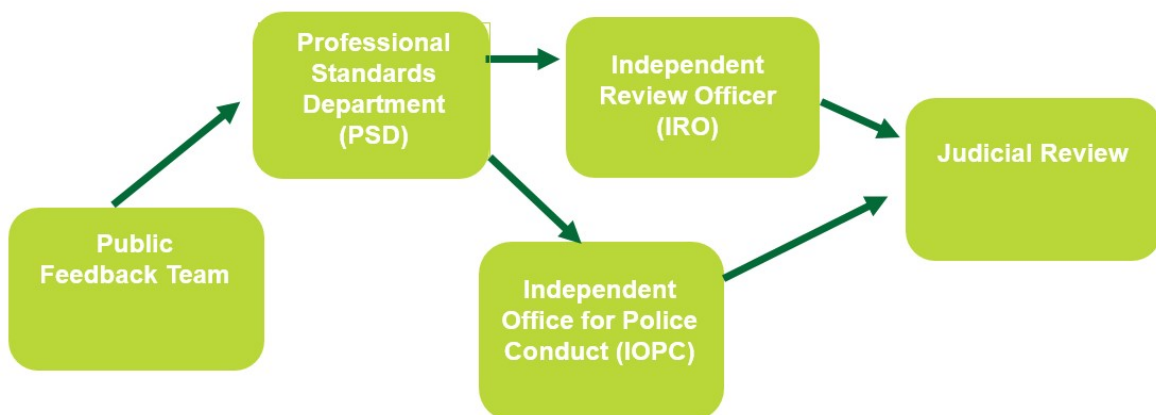 Professional
Standards
Department
(PSD)
Independent
Review Officer
(IRO)
Judicial Review
Public
Feedback Team
Independent
Office for Police
Conduct (IOPC)